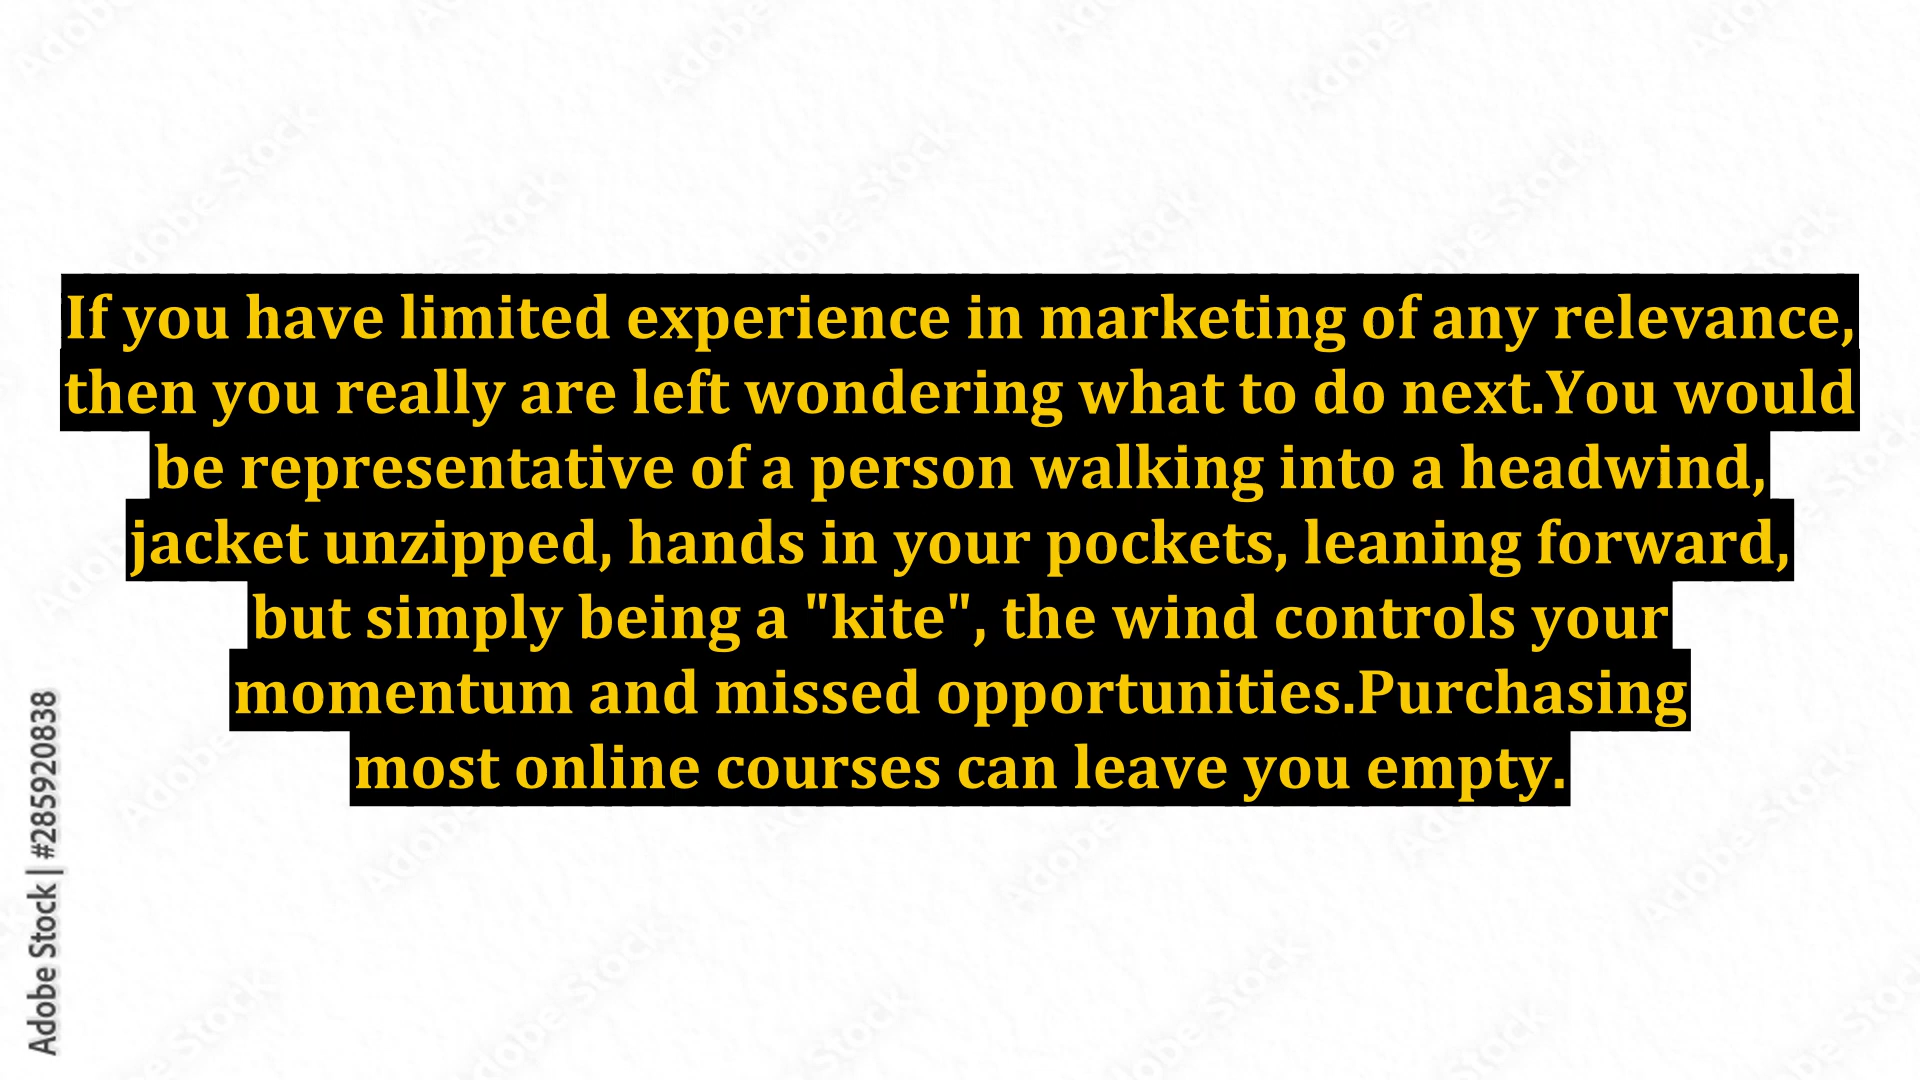 If you have limited experience in marketing of any relevance,
then you really are left wondering what to do next.You would
be representative of a person walking into a headwind,
jacket unzipped, hands in your pockets, leaning forward,
but simply being a "kite", the wind controls your
momentum and missed opportunities.Purchasing
most online courses can leave you empty.
Adobe Stock | #285920838